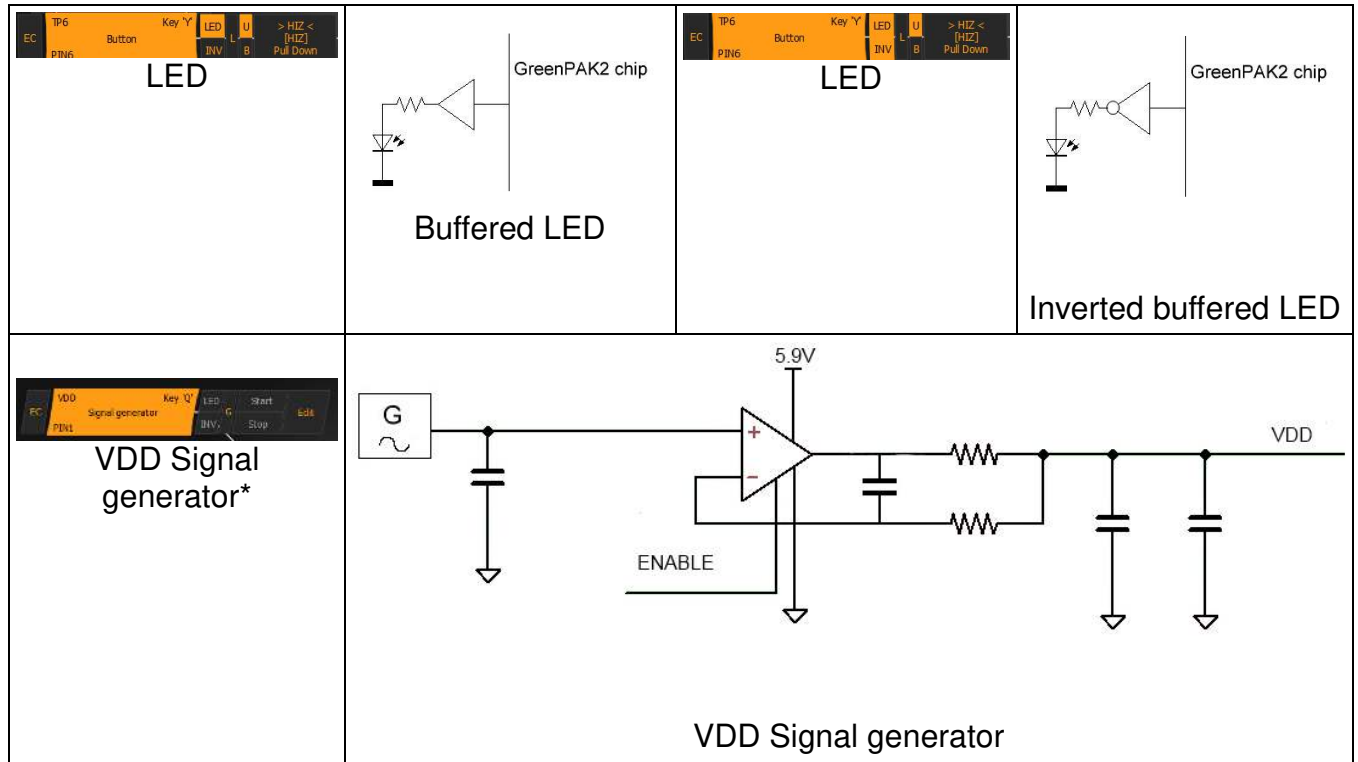 EC
TP6 Key 'Y'
Button
PIN6
LED
INV
L
U
B
> HIZ <
[HIZ]
Pull Down
LED
GreenPAK2 chip
Buffered LED
EC
TP6 Key 'Y'
Button
PIN6
LED
INV
L
U
B
> HIZ <
[HIZ]
Pull Down
LED
GreenPAK2 chip
Inverted buffered LED
EC
VDD Key 'Q'
Signal generator
PIN1
LED
INV.
G
Start
Stop
Edit
VDD Signal
generator*
G
5.9V
+
−
ENABLE
VDD
VDD Signal generator